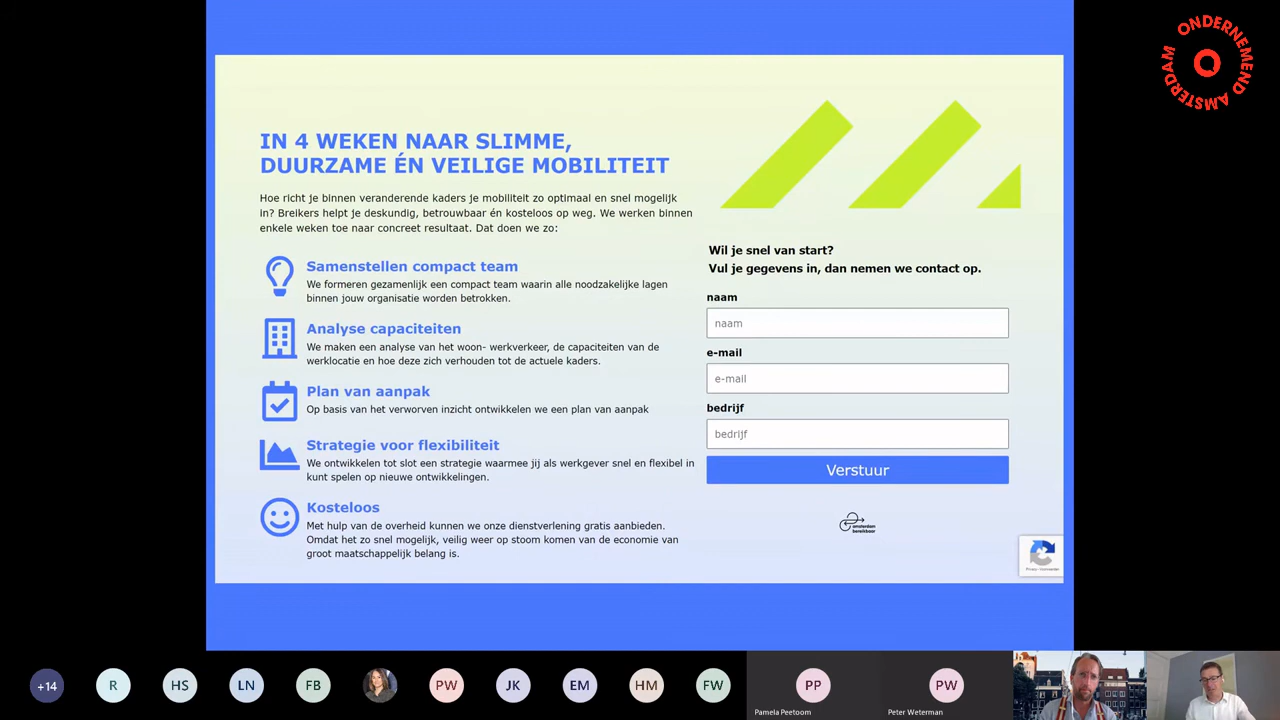 ONDERNEMEND AMSTERDAM
IN 4 WEKEN NAAR SLIMME,
DUURZAME ÉN VEILIGE MOBILITEIT
Hoe richt je binnen veranderende kaders je mobiliteit zo optimaal en snel mogelijk
in? Breikers helpt je deskundig, betrouwbaar én kosteloos op weg. We werken binnen
enkele weken toe naar concreet resultaat. Dat doen we zo:
Samenstellen compact team
We formeren gezamenlijk een compact team waarin alle noodzakelijke lagen
binnen jouw organisatie worden betrokken.
Analyse capaciteiten
We maken een analyse van het woon- werkverkeer, de capaciteiten van de
werklocatie en hoe deze zich verhouden tot de actuele kaders.
Plan van aanpak
Op basis van het verworven inzicht ontwikkelen we een plan van aanpak
Strategie voor flexibiliteit
We ontwikkelen tot slot een strategie waarmee jij als werkgever snel en flexibel in
kunt spelen op nieuwe ontwikkelingen.
Kosteloos
Met hulp van de overheid kunnen we onze dienstverlening gratis aanbieden.
Omdat het zo snel mogelijk, veilig weer op stoom komen van de economie van
groot maatschappelijk belang is.
Wil je snel van start?
Vul je gegevens in, dan nemen we contact op.
naam
naam
e-mail
e-mail
bedrijf
bedrijf
Verstuur
amsterdam
bereikbaar
+14
R
HS
LN
FB
PW
JK
EM
HM
FW
PP
Pamela Peetoom
PW
Peter Weterman